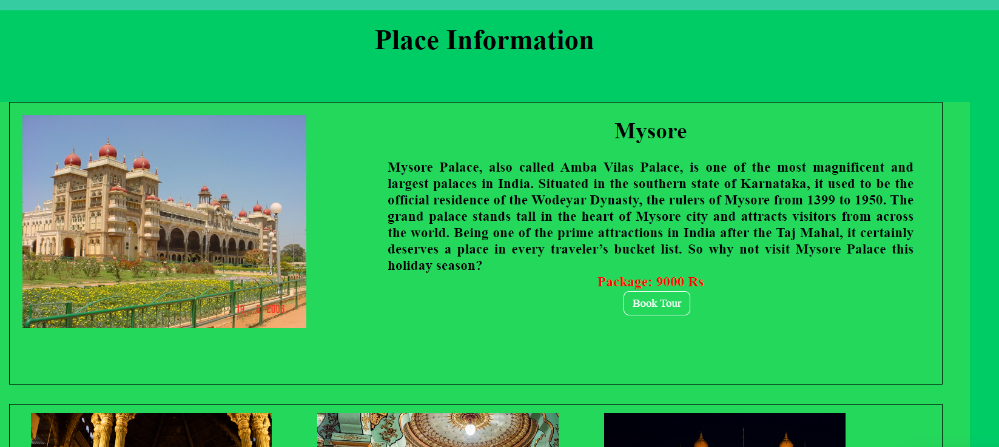 Place Information
Mysore
Mysore Palace, also called Amba Vilas Palace, is one of the most magnificent and
largest palaces in India. Situated in the southern state of Karnataka, it used to be the
official residence of the Wodeyar Dynasty, the rulers of Mysore from 1399 to 1950. The
grand palace stands tall in the heart of Mysore city and attracts visitors from across
the world. Being one of the prime attractions in India after the Taj Mahal, it certainly
deserves a place in every traveler’s bucket list. So why not visit Mysore Palace this
holiday season?
Package: 9000 Rs
Book Tour